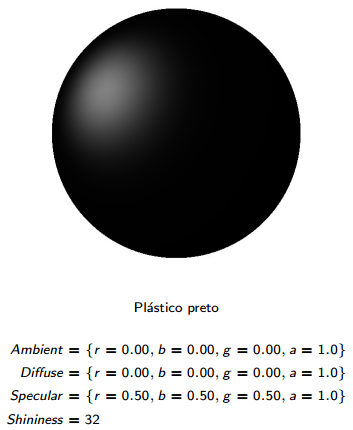 Plástico preto
Ambient = {r = 0.00, b = 0.00, g = 0.00, a = 1.0}
Diffuse = {r = 0.00, b = 0.00, g = 0.00, a = 1.0}
Specular = {r = 0.50, b = 0.50, g = 0.50, a = 1.0}
Shininess = 32